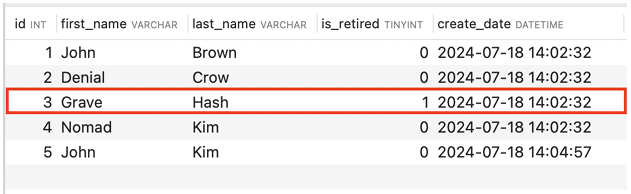 id INT first_name VARCHAR last_name VARCHAR is_retired TINYINT create_date DATETIME
1 John Brown 0 2024-07-18 14:02:32
2 Denial Crow 0 2024-07-18 14:02:32
3 Grave Hash 1 2024-07-18 14:02:32
4 Nomad Kim 0 2024-07-18 14:02:32
5 John Kim 0 2024-07-18 14:04:57